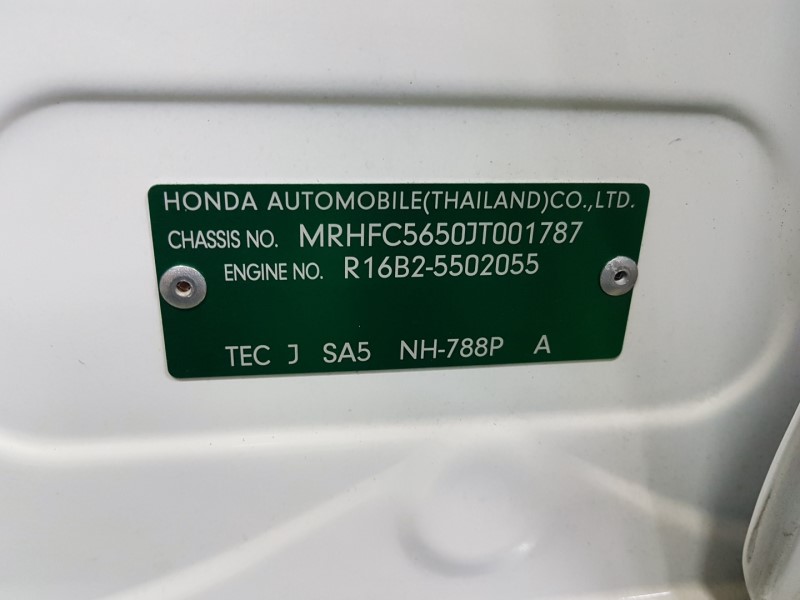 HONDA AUTOMOBILE(THAILAND)CO.,LTD.
CHASSIS NO. MRHFC5650JT001787
ENGINE NO. R16B2-5502055
TEC J SA5 NH-788P A